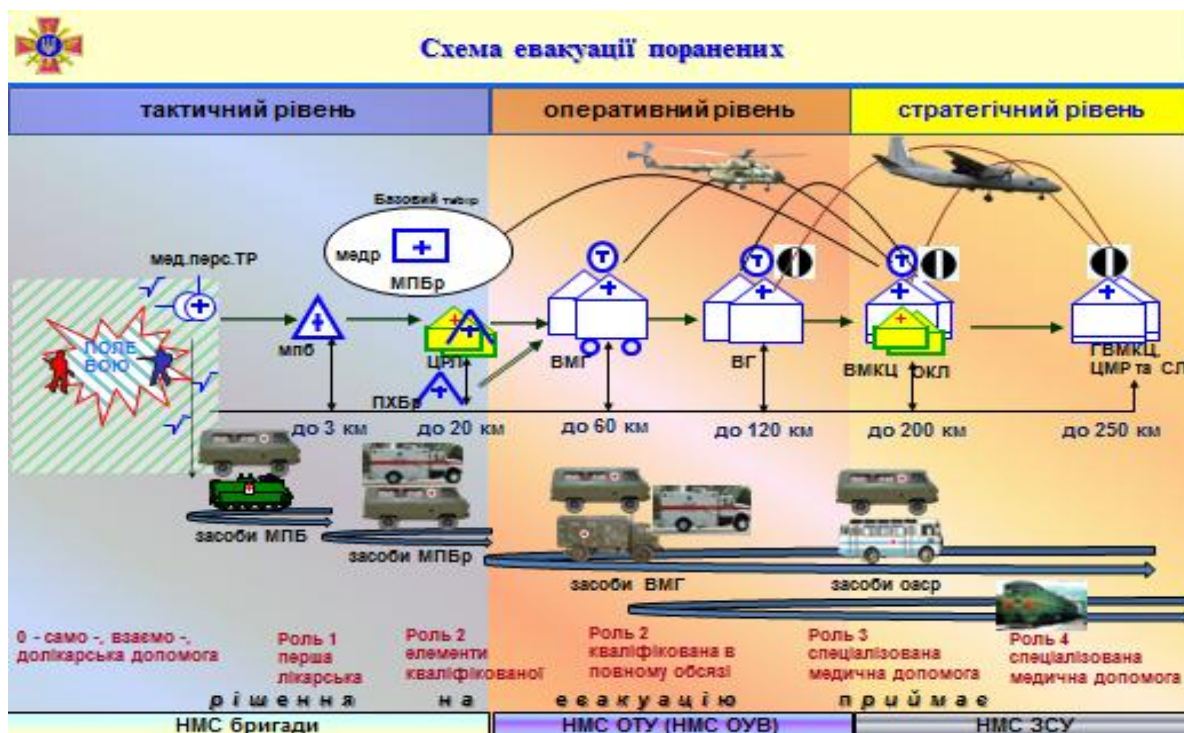 Схема евакуації поранених
тактичний рівень
оперативний рівень
стратегічний рівень
Базовий табір
медр
МПБр
мед.перс.ТР
ПОЛЕ
БОЮ
мпб
ЦРЛ
ПХБр
ВМГ
ВГ
ВМКЦ
ОКЛ
ГВМКЦ,
ЦМР та СЛ
до 3 км
до 20 км
до 60 км
до 120 км
до 200 км
до 250 км
засоби МПБ
засоби МПБр
засоби ВМГ
засоби оаср
0 - само -, взаємо -,
долікарська допомога
Роль 1
перша
лікарська
Роль 2
елементи
кваліфікованої
Роль 2
кваліфікована в
повному обсязі
Роль 3
спеціалізована
медична допомога
Роль 4
спеціалізована
медична допомога
рішення на евакуацію приймає
НМС бригади
НМС ОТУ (НМС ОУВ)
НМС ЗСУ